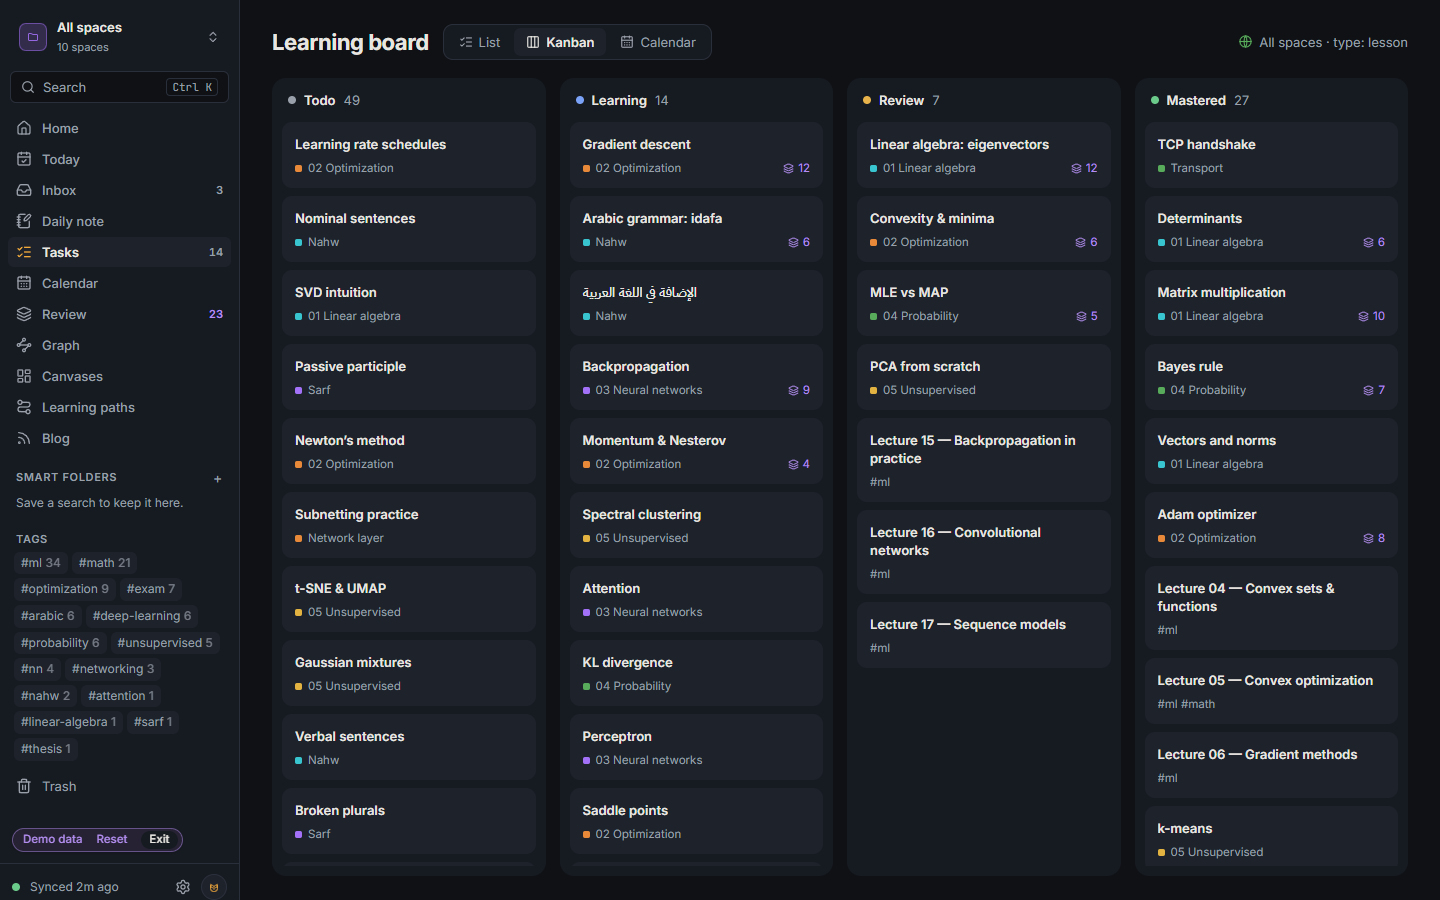 All spaces
10 spaces
Search Ctrl K
Home
Today
Inbox 3
Daily note
Tasks 14
Calendar
Review 23
Graph
Canvases
Learning paths
Blog
SMART FOLDERS +
Save a search to keep it here.
TAGS
#ml 34 #math 21
#optimization 9 #exam 7
#arabic 6 #deep-learning 6
#probability 6 #unsupervised 5
#nn 4 #networking 3
#nahw 2 #attention 1
#linear-algebra 1 #sarf 1
#thesis 1
Trash
Demo data Reset Exit
Synced 2m ago
Learning board List Kanban Calendar
All spaces · type: lesson
Todo 49
Learning rate schedules
02 Optimization
Nominal sentences
Nahw
SVD intuition
01 Linear algebra
Passive participle
Sarf
Newton's method
02 Optimization
Subnetting practice
Network layer
t-SNE & UMAP
05 Unsupervised
Gaussian mixtures
05 Unsupervised
Verbal sentences
Nahw
Broken plurals
Sarf
Learning 14
Gradient descent
02 Optimization 12
Arabic grammar: idafa
Nahw 6
الإضافة في اللغة العربية
Nahw
Backpropagation
03 Neural networks 9
Momentum & Nesterov
02 Optimization 4
Spectral clustering
05 Unsupervised
Attention
03 Neural networks
KL divergence
04 Probability
Perceptron
03 Neural networks
Saddle points
02 Optimization
Review 7
Linear algebra: eigenvectors
01 Linear algebra 12
Convexity & minima
02 Optimization 6
MLE vs MAP
04 Probability 5
PCA from scratch
05 Unsupervised
Lecture 15 — Backpropagation in
practice
#ml
Lecture 16 — Convolutional
networks
#ml
Lecture 17 — Sequence models
#ml
Mastered 27
TCP handshake
Transport
Determinants
01 Linear algebra 6
Matrix multiplication
01 Linear algebra 10
Bayes rule
04 Probability 7
Vectors and norms
01 Linear algebra
Adam optimizer
02 Optimization 8
Lecture 04 — Convex sets &
functions
#ml
Lecture 05 — Convex optimization
#ml #math
Lecture 06 — Gradient methods
#ml
k-means
05 Unsupervised